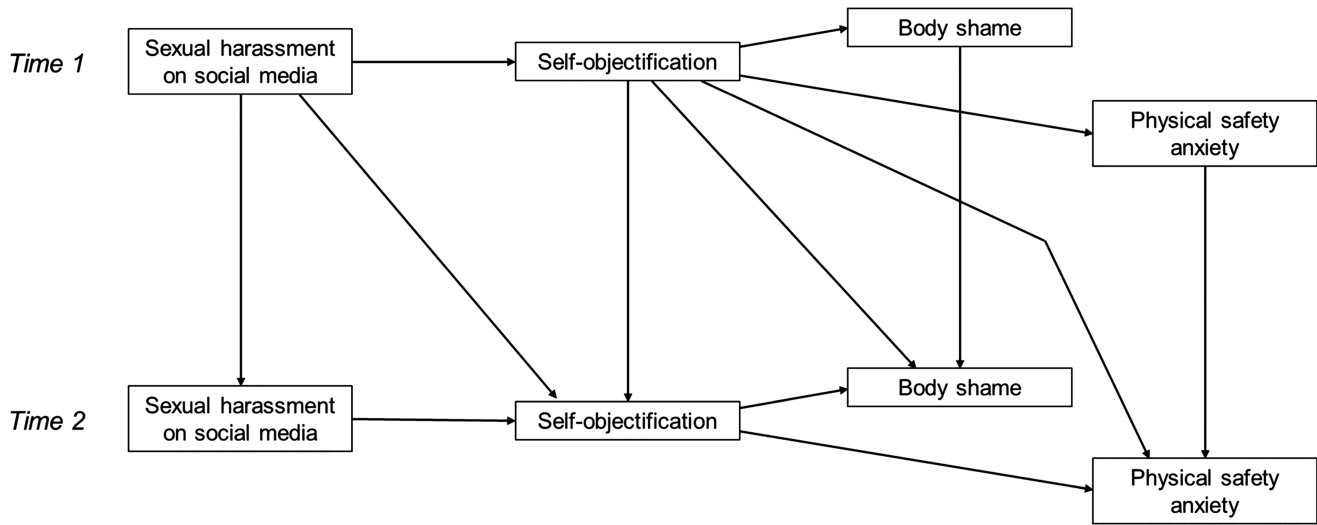 Time 1
Sexual harassment
on social media
Self-objectification
Body shame
Physical safety
anxiety
Time 2
Sexual harassment
on social media
Self-objectification
Body shame
Physical safety
anxiety